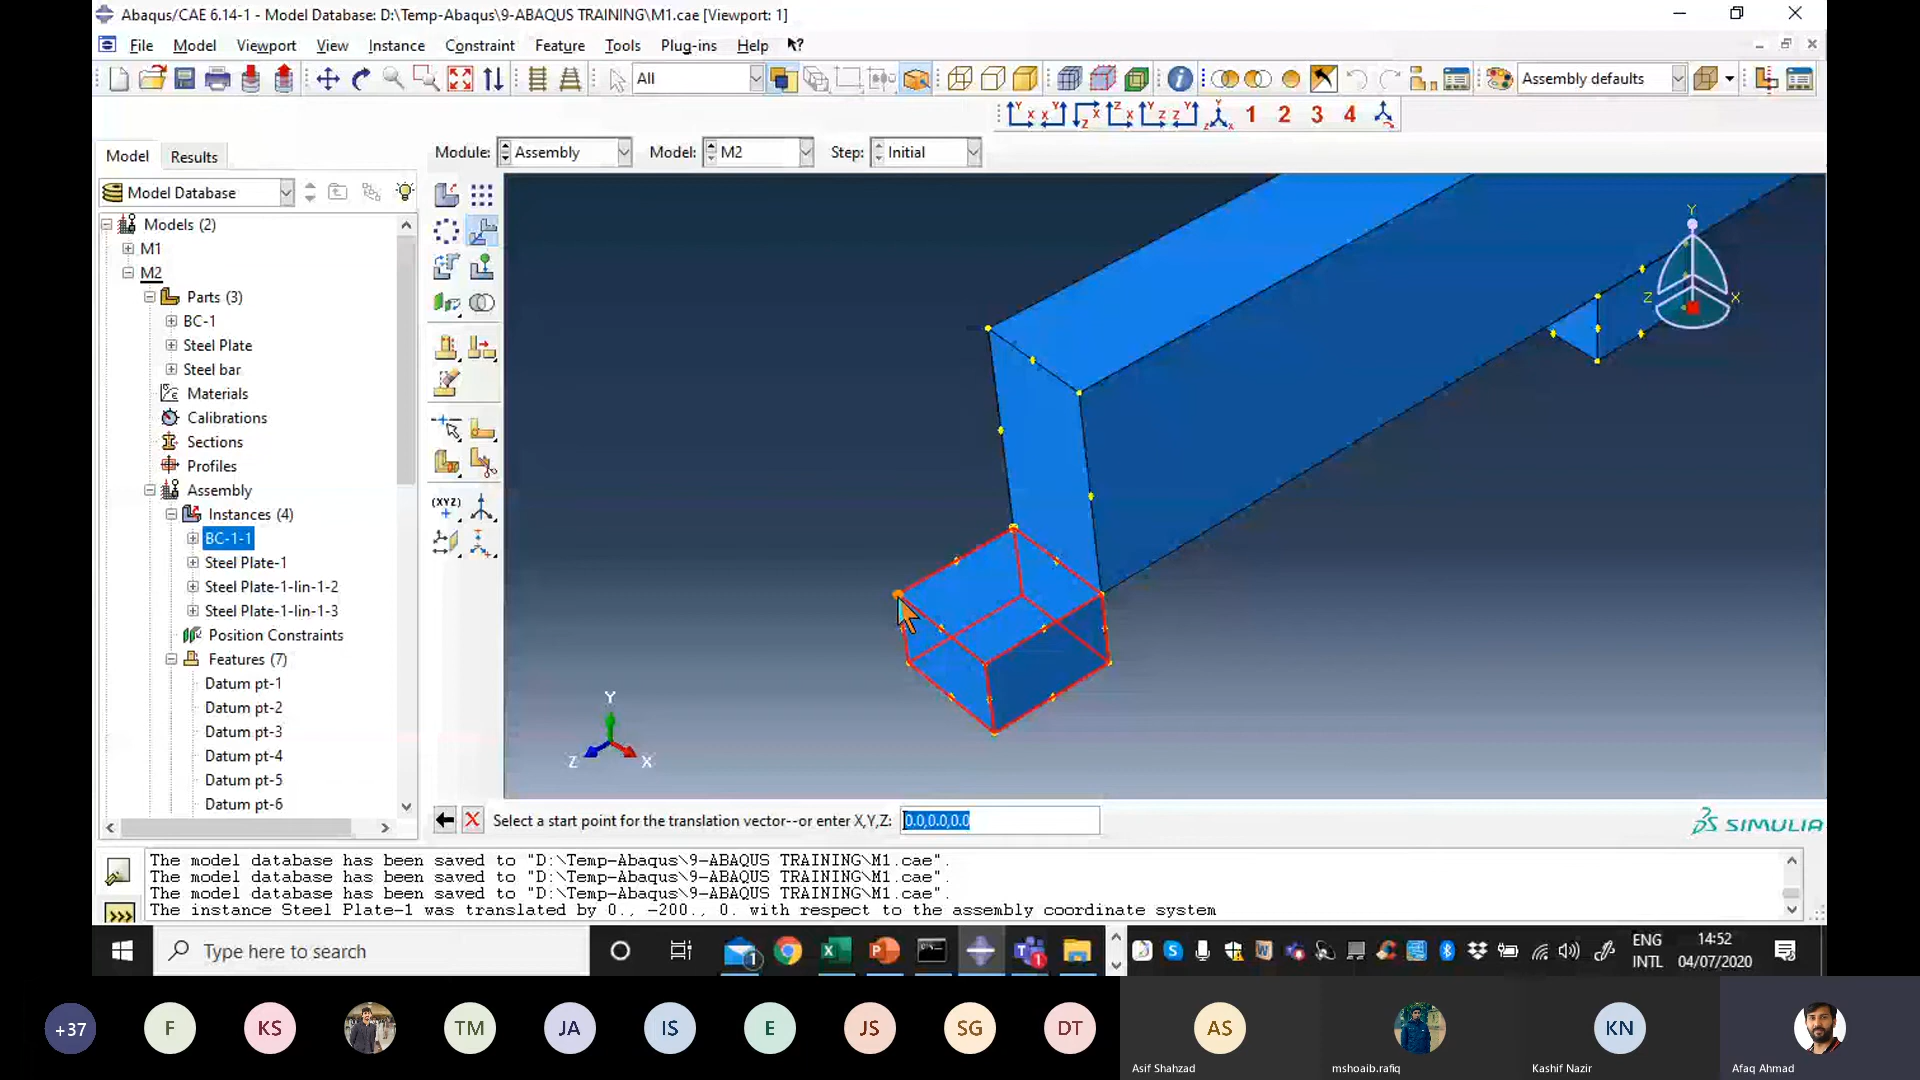 Abaqus/CAE 6.14-1 - Model Database: D:\Temp-Abaqus\9-ABAQUS TRAINING\M1.cae [Viewport: 1]
File Model Viewport View Instance Constraint Feature Tools Plug-ins Help
All
Assembly defaults
1 2 3 4
Model Results
Module: Assembly Model: M2 Step: Initial
Model Database
Models (2)
M1
M2
Parts (3)
BC-1
Steel Plate
Steel bar
Materials
Calibrations
Sections
Profiles
Assembly
Instances (4)
BC-1-1
Steel Plate-1
Steel Plate-1-lin-1-2
Steel Plate-1-lin-1-3
Position Constraints
Features (7)
Datum pt-1
Datum pt-2
Datum pt-3
Datum pt-4
Datum pt-5
Datum pt-6
(XYZ)
Y
Z X
Y
Z X
Select a start point for the translation vector--or enter X,Y,Z: 0.0,0.0,0.0
SIMULIA
The model database has been saved to "D:\Temp-Abaqus\9-ABAQUS TRAINING\M1.cae".
The model database has been saved to "D:\Temp-Abaqus\9-ABAQUS TRAINING\M1.cae".
The model database has been saved to "D:\Temp-Abaqus\9-ABAQUS TRAINING\M1.cae".
The instance Steel Plate-1 was translated by 0., -200., 0. with respect to the assembly coordinate system
>>>
Type here to search
ENG
INTL
14:52
04/07/2020
+37 F KS TM JA IS E JS SG DT AS KN
Asif Shahzad mshoaib.rafiq Kashif Nazir Afaq Ahmad